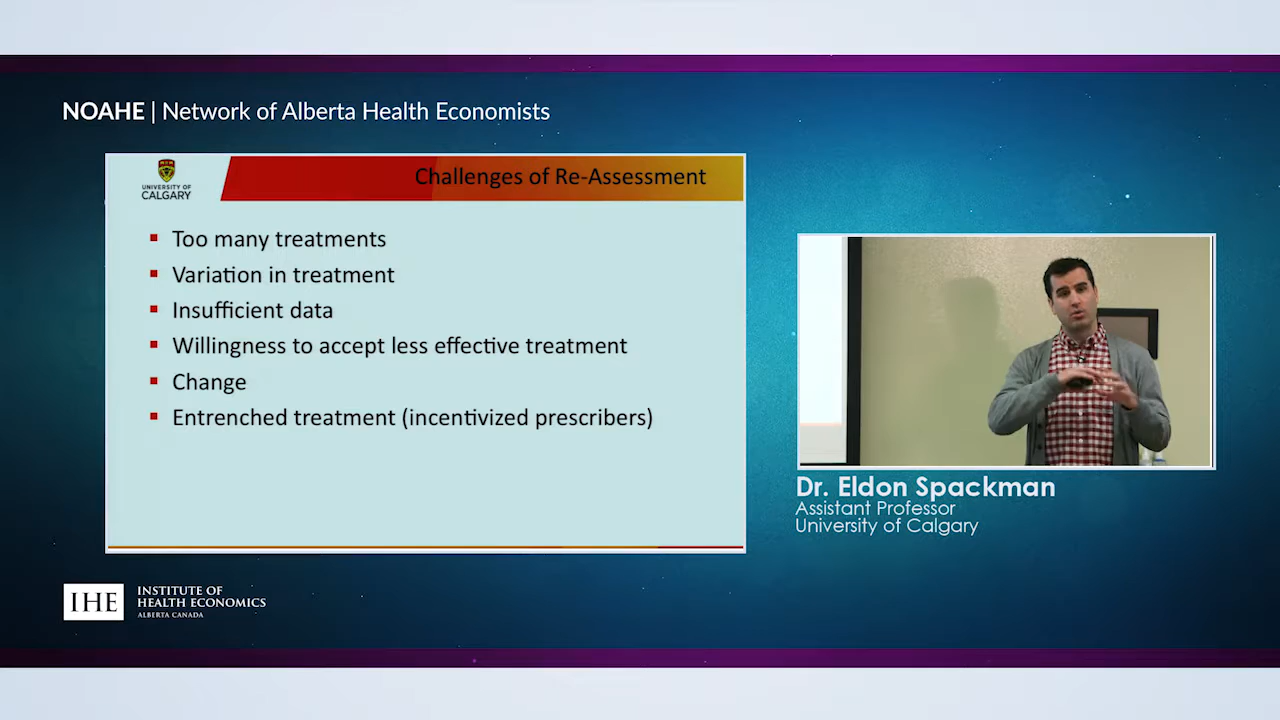 NOAHE | Network of Alberta Health Economists
UNIVERSITY OF
CALGARY
Challenges of Re-Assessment
Too many treatments
Variation in treatment
Insufficient data
Willingness to accept less effective treatment
Change
Entrenched treatment (incentivized prescribers)
Dr. Eldon Spackman
Assistant Professor
University of Calgary
IHE
INSTITUTE OF
HEALTH ECONOMICS
ALBERTA CANADA